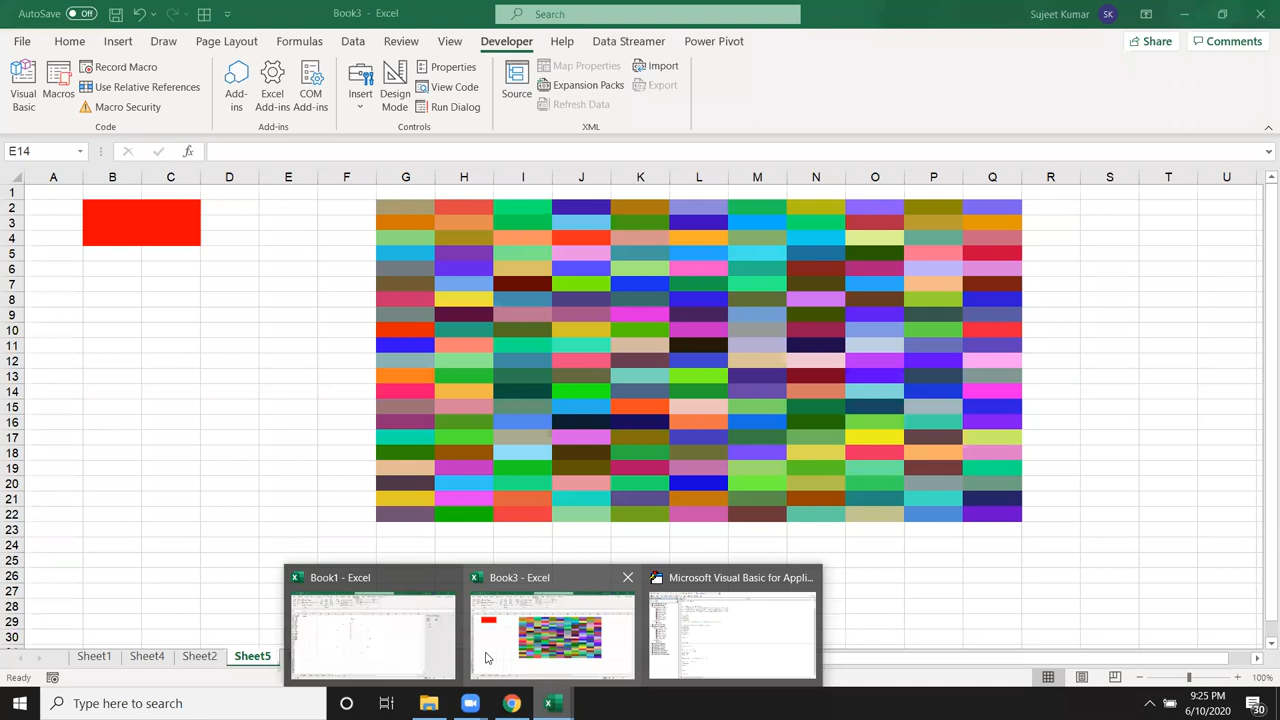 AutoSave Off Book3 - Excel Search Sujeet Kumar SK
File Home Insert Draw Page Layout Formulas Data Review View Developer Help Data Streamer Power Pivot Share Comments
Visual Basic Macros Record Macro Use Relative References Macro Security
Add-ins Excel Add-ins COM Add-ins
Insert Design Mode Properties View Code Run Dialog
Source Map Properties Expansion Packs Refresh Data Import Export
Code Add-ins Controls XML
E14 fx
A B C D E F G H I J K L M N O P Q R S T U
1
2
3
4
5
6
7
8
9
10
11
12
13
14
15
16
17
18
19
20
21
22
23
24
25
26
27
28
29
30
Book1 - Excel Book3 - Excel Microsoft Visual Basic for Appli...
Sheet1 Sheet4 Sheet2 Sheet5
Ready 100%
Type here to search 9:25 PM
6/10/2020 30